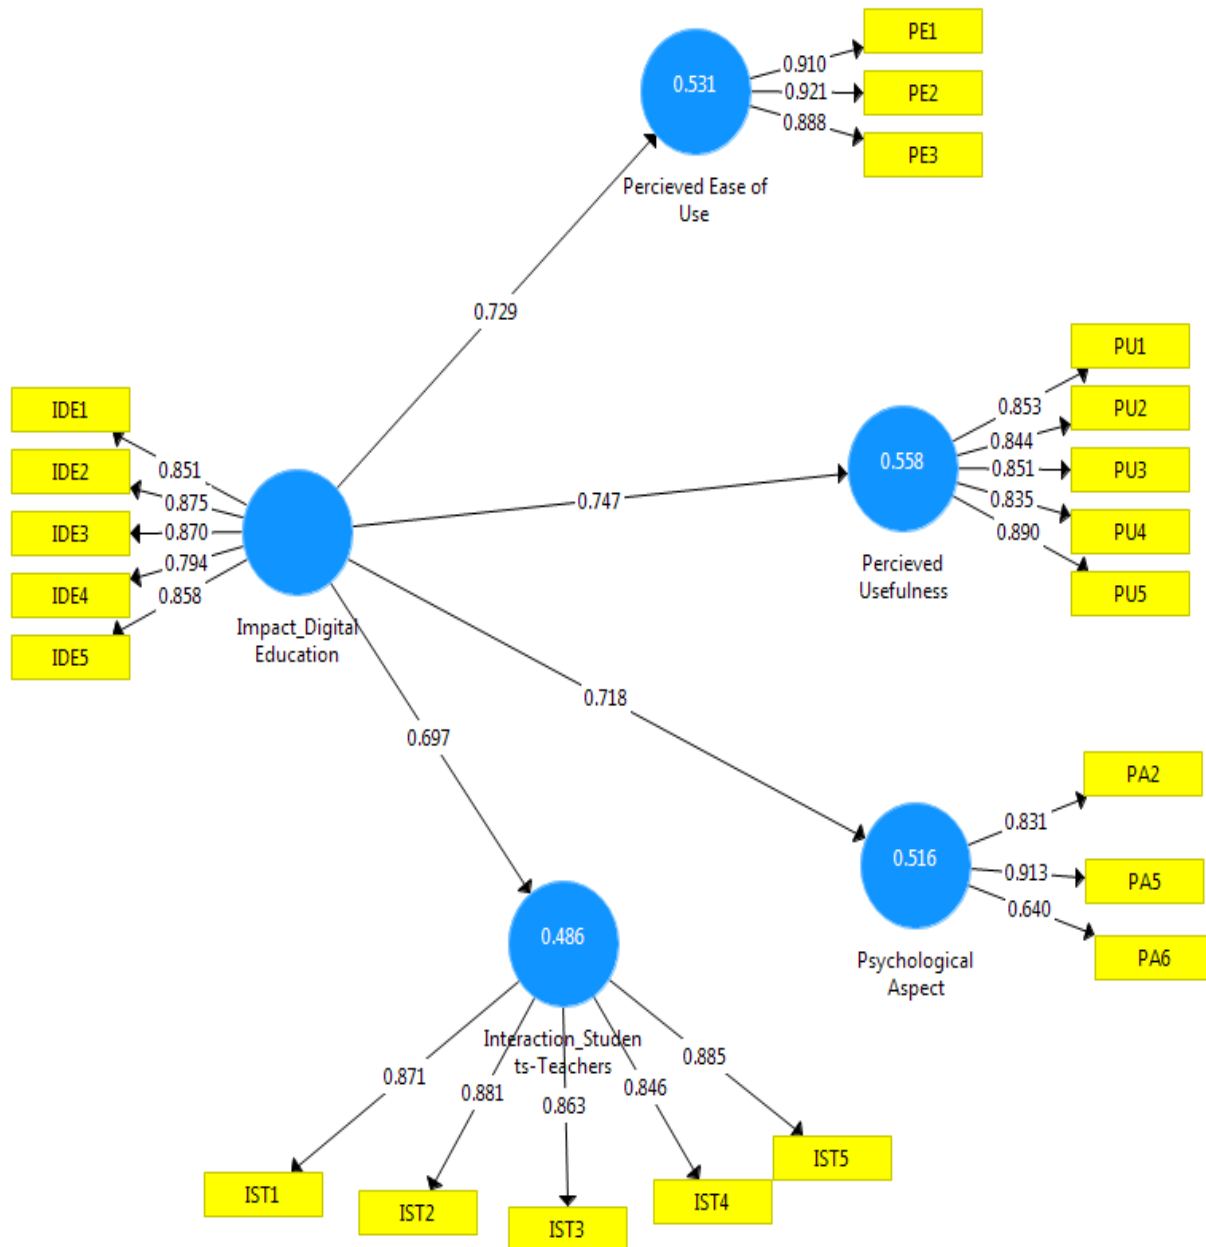 PE1
0.910
0.531
0.921
PE2
0.888
PE3
Percieved Ease of
Use
0.729
PU1
0.853
PU2
0.844
0.558
0.851
PU3
0.835
PU4
0.890
PU5
Percieved
Usefulness
0.747
IDE1
0.851
IDE2
0.875
IDE3
0.870
0.794
IDE4
0.858
IDE5
Impact_Digital
Education
0.718
0.697
PA2
0.831
0.516
0.913
PA5
0.640
PA6
Psychological
Aspect
0.486
Interaction_Studen
ts-Teachers
0.871
0.881
0.863
0.846
0.885
IST1
IST2
IST3
IST4
IST5